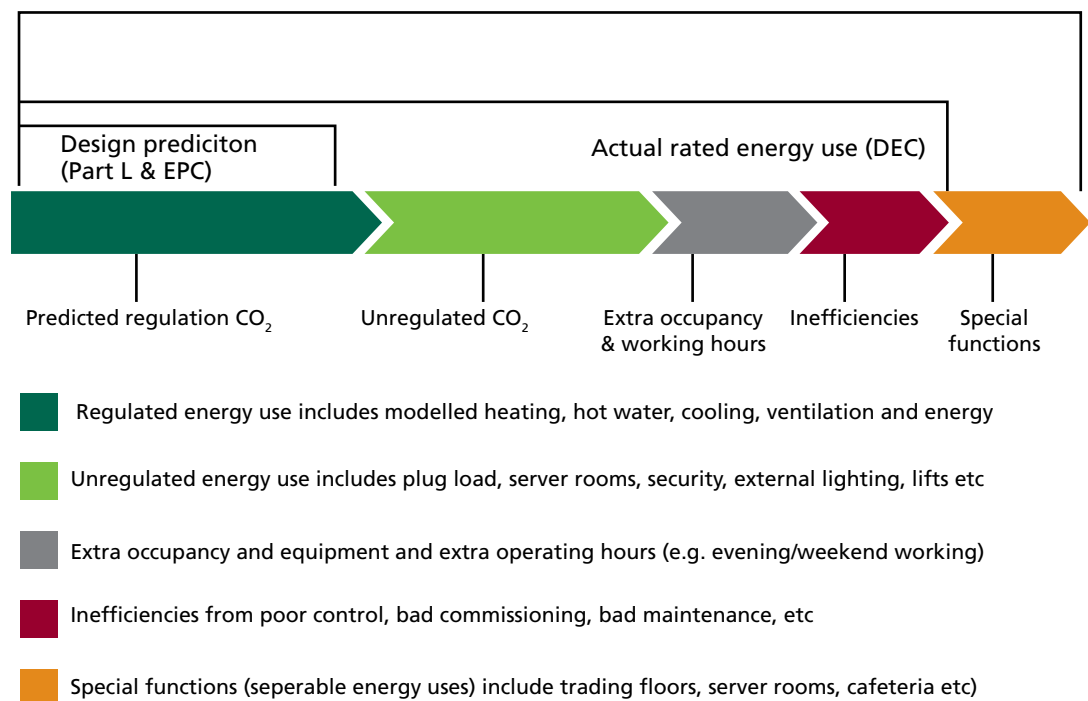 Design prediciton
(Part L & EPC)
Actual rated energy use (DEC)
Predicted regulation CO₂
Unregulated CO₂
Extra occupancy
& working hours
Inefficiencies
Special
functions
Regulated energy use includes modelled heating, hot water, cooling, ventilation and energy
Unregulated energy use includes plug load, server rooms, security, external lighting, lifts etc
Extra occupancy and equipment and extra operating hours (e.g. evening/weekend working)
Inefficiencies from poor control, bad commissioning, bad maintenance, etc
Special functions (seperable energy uses) include trading floors, server rooms, cafeteria etc)